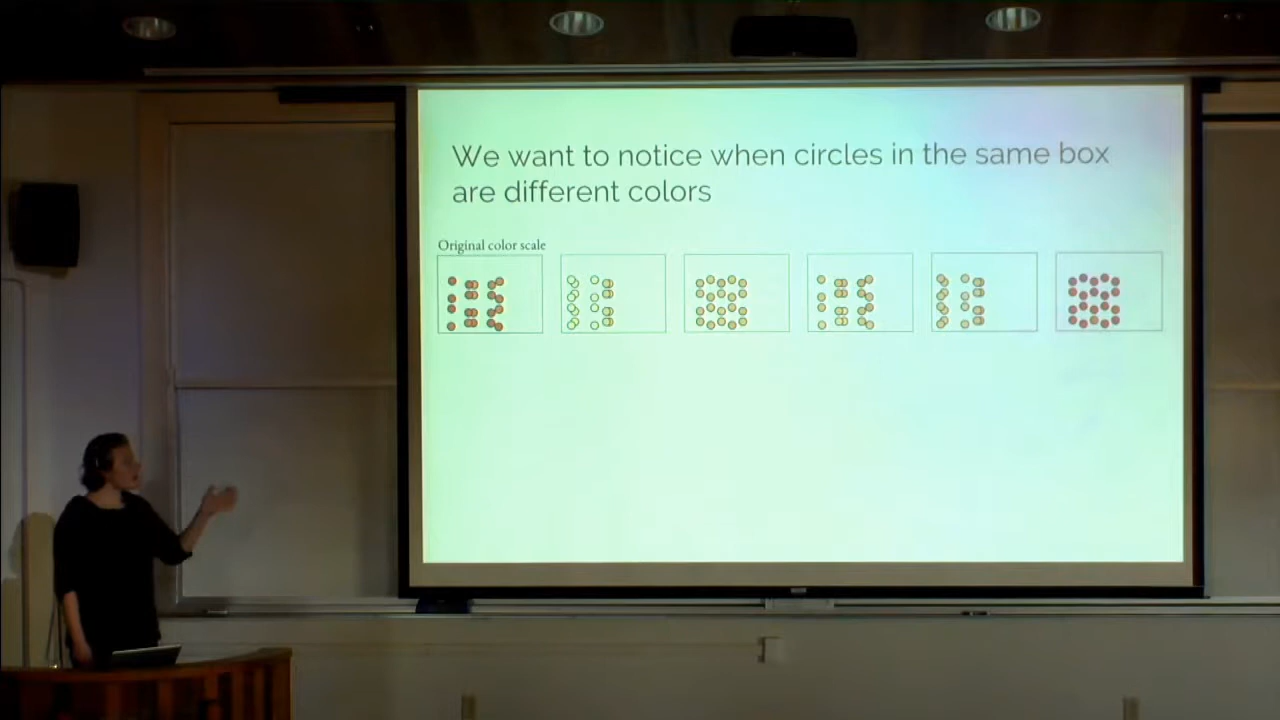 We want to notice when circles in the same box
are different colors
Original color scale